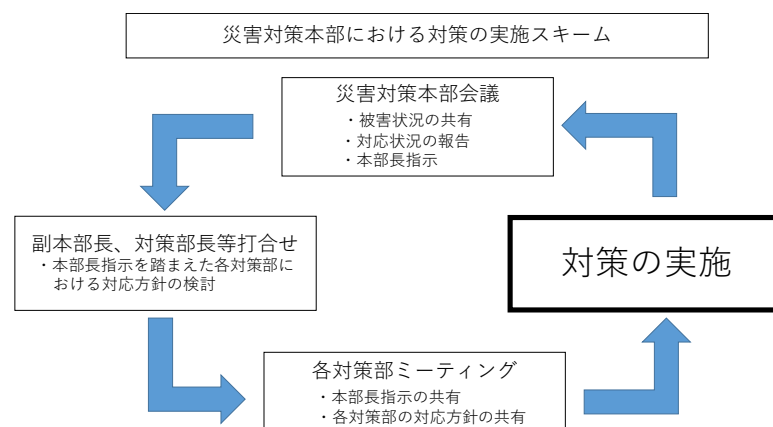 災害対策本部における対策の実施スキーム
災害対策本部会議
・被害状況の共有
・対応状況の報告
・本部長指示
副本部長、対策部長等打合せ
・本部長指示を踏まえた各対策部に
おける対応方針の検討
対策の実施
各対策部ミーティング
・本部長指示の共有
・各対策部の対応方針の共有